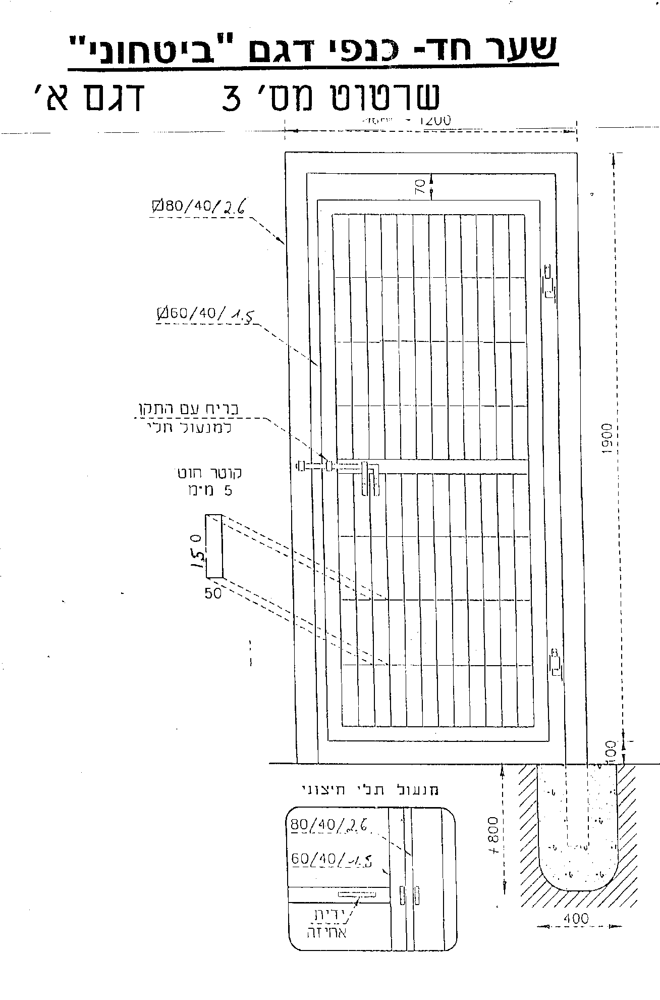 שער חד- כנפי דגם "ביטחוני"
שרטוט מס׳ 3 דגם א׳
1200
70
80/40/2.6
60/40/1.5
בריח עם התקן
למנעול תלי
קוטר חוט
5 מ״מ
150
50
1900
100
מנעול תלי חיצוני
80/40/2.6
60/40/1.5
ידית
אחיזה
800
400